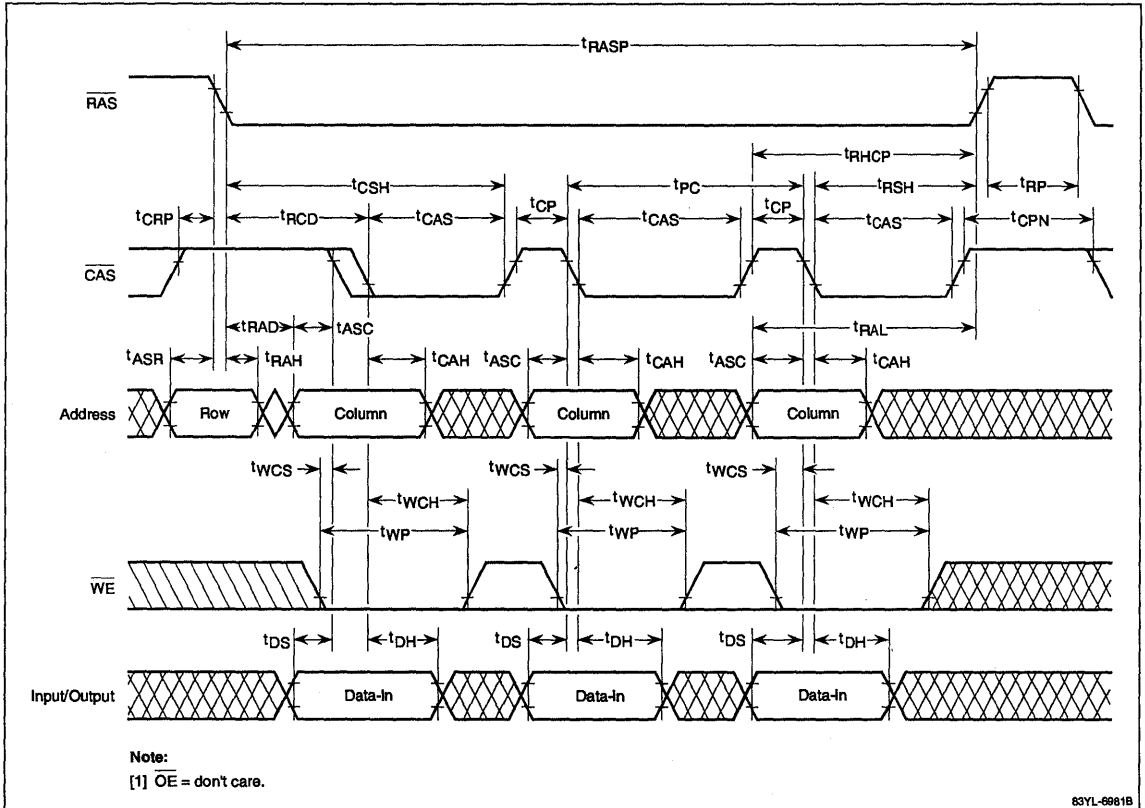 tRASP
RAS
tRHCP
tCSH tPC tRSH tRP
tCRP tRCD tCAS tCP tCAS tCP tCAS tCPN
CAS
tRAD tASC tRAL
tASR tRAH tCAH tASC tCAH tASC tCAH
Address Row Column Column Column
tWCS tWCS tWCS
tWCH tWCH tWCH
tWP tWP tWP
WE
tDS tDH tDS tDH tDS tDH
Input/Output Data-In Data-In Data-In
Note:
[1] OE = don't care.
83YL-6981B